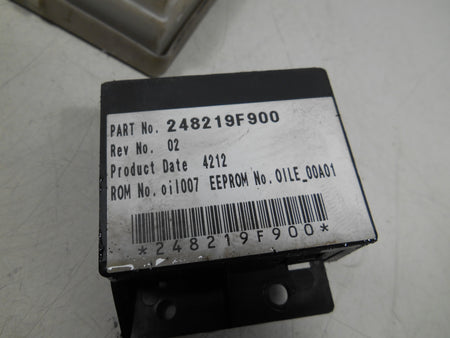 PART No. 248219F900
Rev No. 02
Product Date 4212
ROM No. oil007 EEPROM No. OILE_00A01
*248219F900*